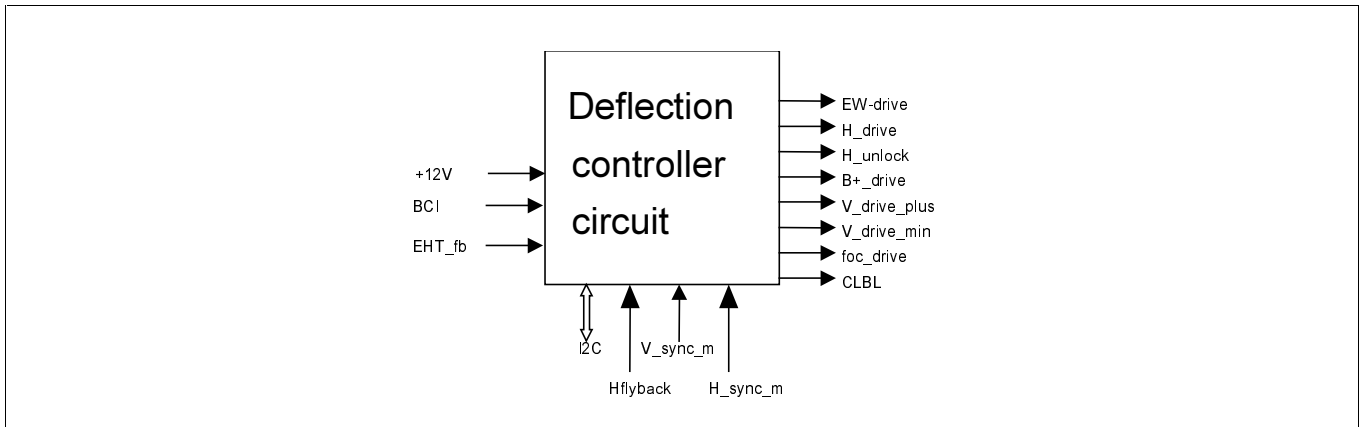 Deflection
controller
circuit
+12V
BCI
EHT_fb
EW-drive
H_drive
H_unlock
B+_drive
V_drive_plus
V_drive_min
foc_drive
CLBL
I2C
V_sync_m
Hflyback
H_sync_m